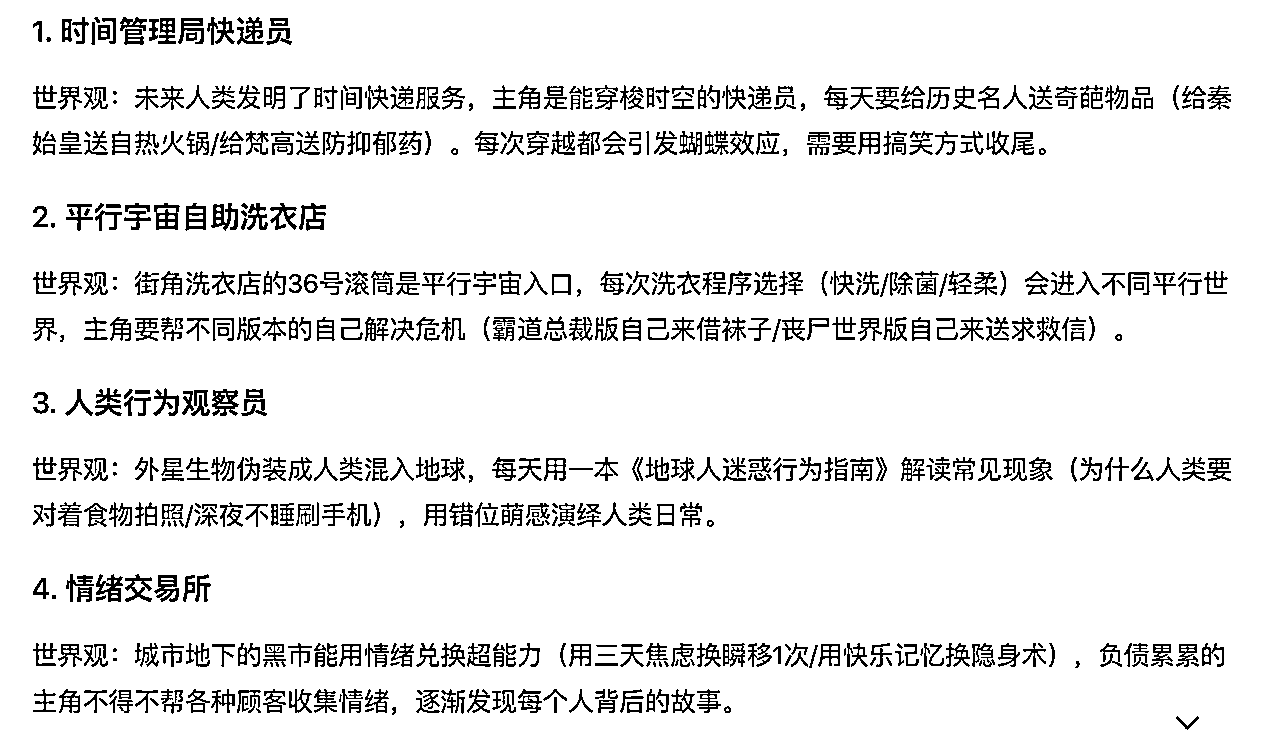 1. 时间管理局快递员
世界观：未来人类发明了时间快递服务，主角是能穿梭时空的快递员，每天要给历史名人送奇葩物品（给秦
始皇送自热火锅/给梵高送防抑郁药）。每次穿越都会引发蝴蝶效应，需要用搞笑方式收尾。
2. 平行宇宙自助洗衣店
世界观：街角洗衣店的36号滚筒是平行宇宙入口，每次洗衣程序选择（快洗/除菌/轻柔）会进入不同平行世
界，主角要帮不同版本的自己解决危机（霸道总裁版自己来借袜子/丧尸世界版自己来送求救信）。
3. 人类行为观察员
世界观：外星生物伪装成人类混入地球，每天用一本《地球人迷惑行为指南》解读常见现象（为什么人类要
对着食物拍照/深夜不睡刷手机），用错位萌感演绎人类日常。
4. 情绪交易所
世界观：城市地下的黑市能用情绪兑换超能力（用三天焦虑换瞬移1次/用快乐记忆换隐身术），负债累累的
主角不得不帮各种顾客收集情绪，逐渐发现每个人背后的故事。